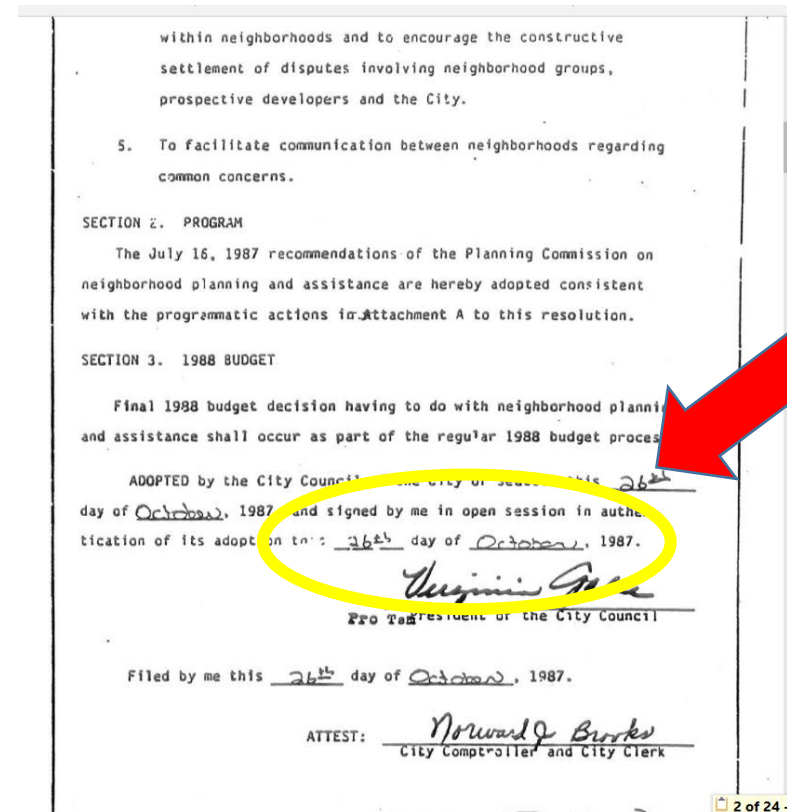 within neighborhoods and to encourage the constructive
settlement of disputes involving neighborhood groups,
prospective developers and the City.
5. To facilitate communication between neighborhoods regarding
common concerns.
SECTION 2. PROGRAM
The July 16, 1987 recommendations of the Planning Commission on
neighborhood planning and assistance are hereby adopted consistent
with the programmatic actions in Attachment A to this resolution.
SECTION 3. 1988 BUDGET
Final 1988 budget decision having to do with neighborhood planni
and assistance shall occur as part of the regular 1988 budget proces
ADOPTED by the City Council the City of 26th
day of October, 1987 and signed by me in open session in authen
tication of its adoption this 26th day of October, 1987.
Virginia
Pro Tem President of the City Council
Filed by me this 26th day of October, 1987.
ATTEST: Norward J Brooks
City Comptroller and City Clerk
2 of 24